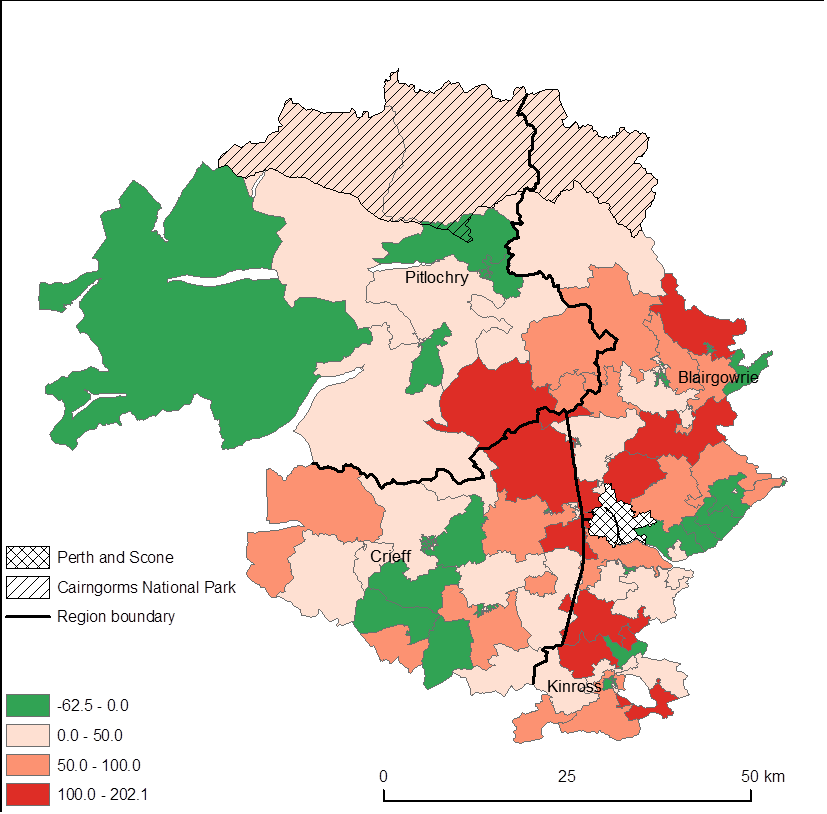 Pitlochry
Blairgowrie
Crieff
Kinross
Perth and Scone
Cairngorms National Park
Region boundary
-62.5 - 0.0
0.0 - 50.0
50.0 - 100.0
100.0 - 202.1
0 25 50 km